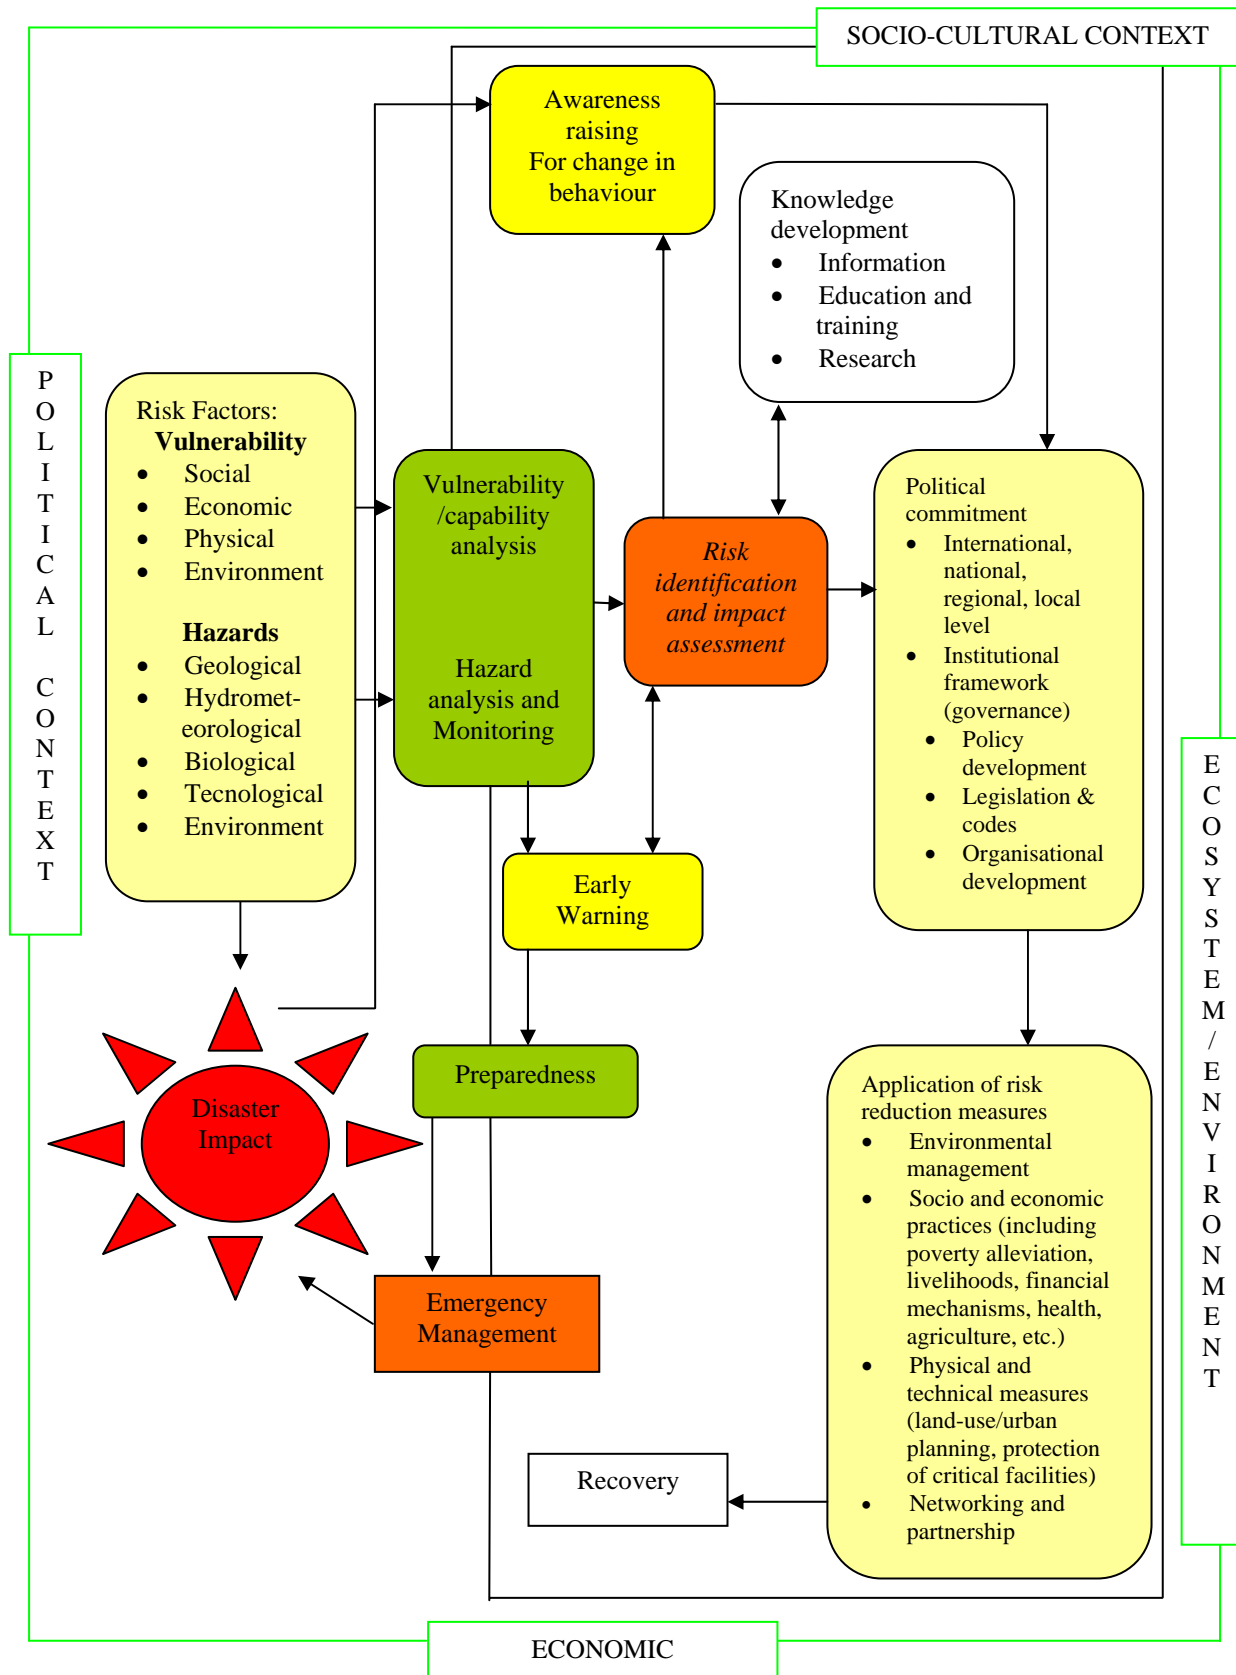 SOCIO-CULTURAL CONTEXT
Awareness
raising
For change in
behaviour
Knowledge
development
• Information
• Education and
training
• Research
P
O
L
I
T
I
C
A
L
C
O
N
T
E
X
T
Risk Factors:
Vulnerability
• Social
• Economic
• Physical
• Environment
Hazards
• Geological
• Hydromet-
eorological
• Biological
• Tecnological
• Environment
Vulnerability
/capability
analysis
Hazard
analysis and
Monitoring
Risk
identification
and impact
assessment
Political
commitment
• International,
national,
regional, local
level
• Institutional
framework
(governance)
• Policy
development
• Legislation &
codes
• Organisational
development
E
C
O
S
Y
S
T
E
M
/
E
N
V
I
R
O
N
M
E
N
T
Early
Warning
Preparedness
Disaster
Impact
Emergency
Management
Application of risk
reduction measures
• Environmental
management
• Socio and economic
practices (including
poverty alleviation,
livelihoods, financial
mechanisms, health,
agriculture, etc.)
• Physical and
technical measures
(land-use/urban
planning, protection
of critical facilities)
• Networking and
partnership
Recovery
ECONOMIC